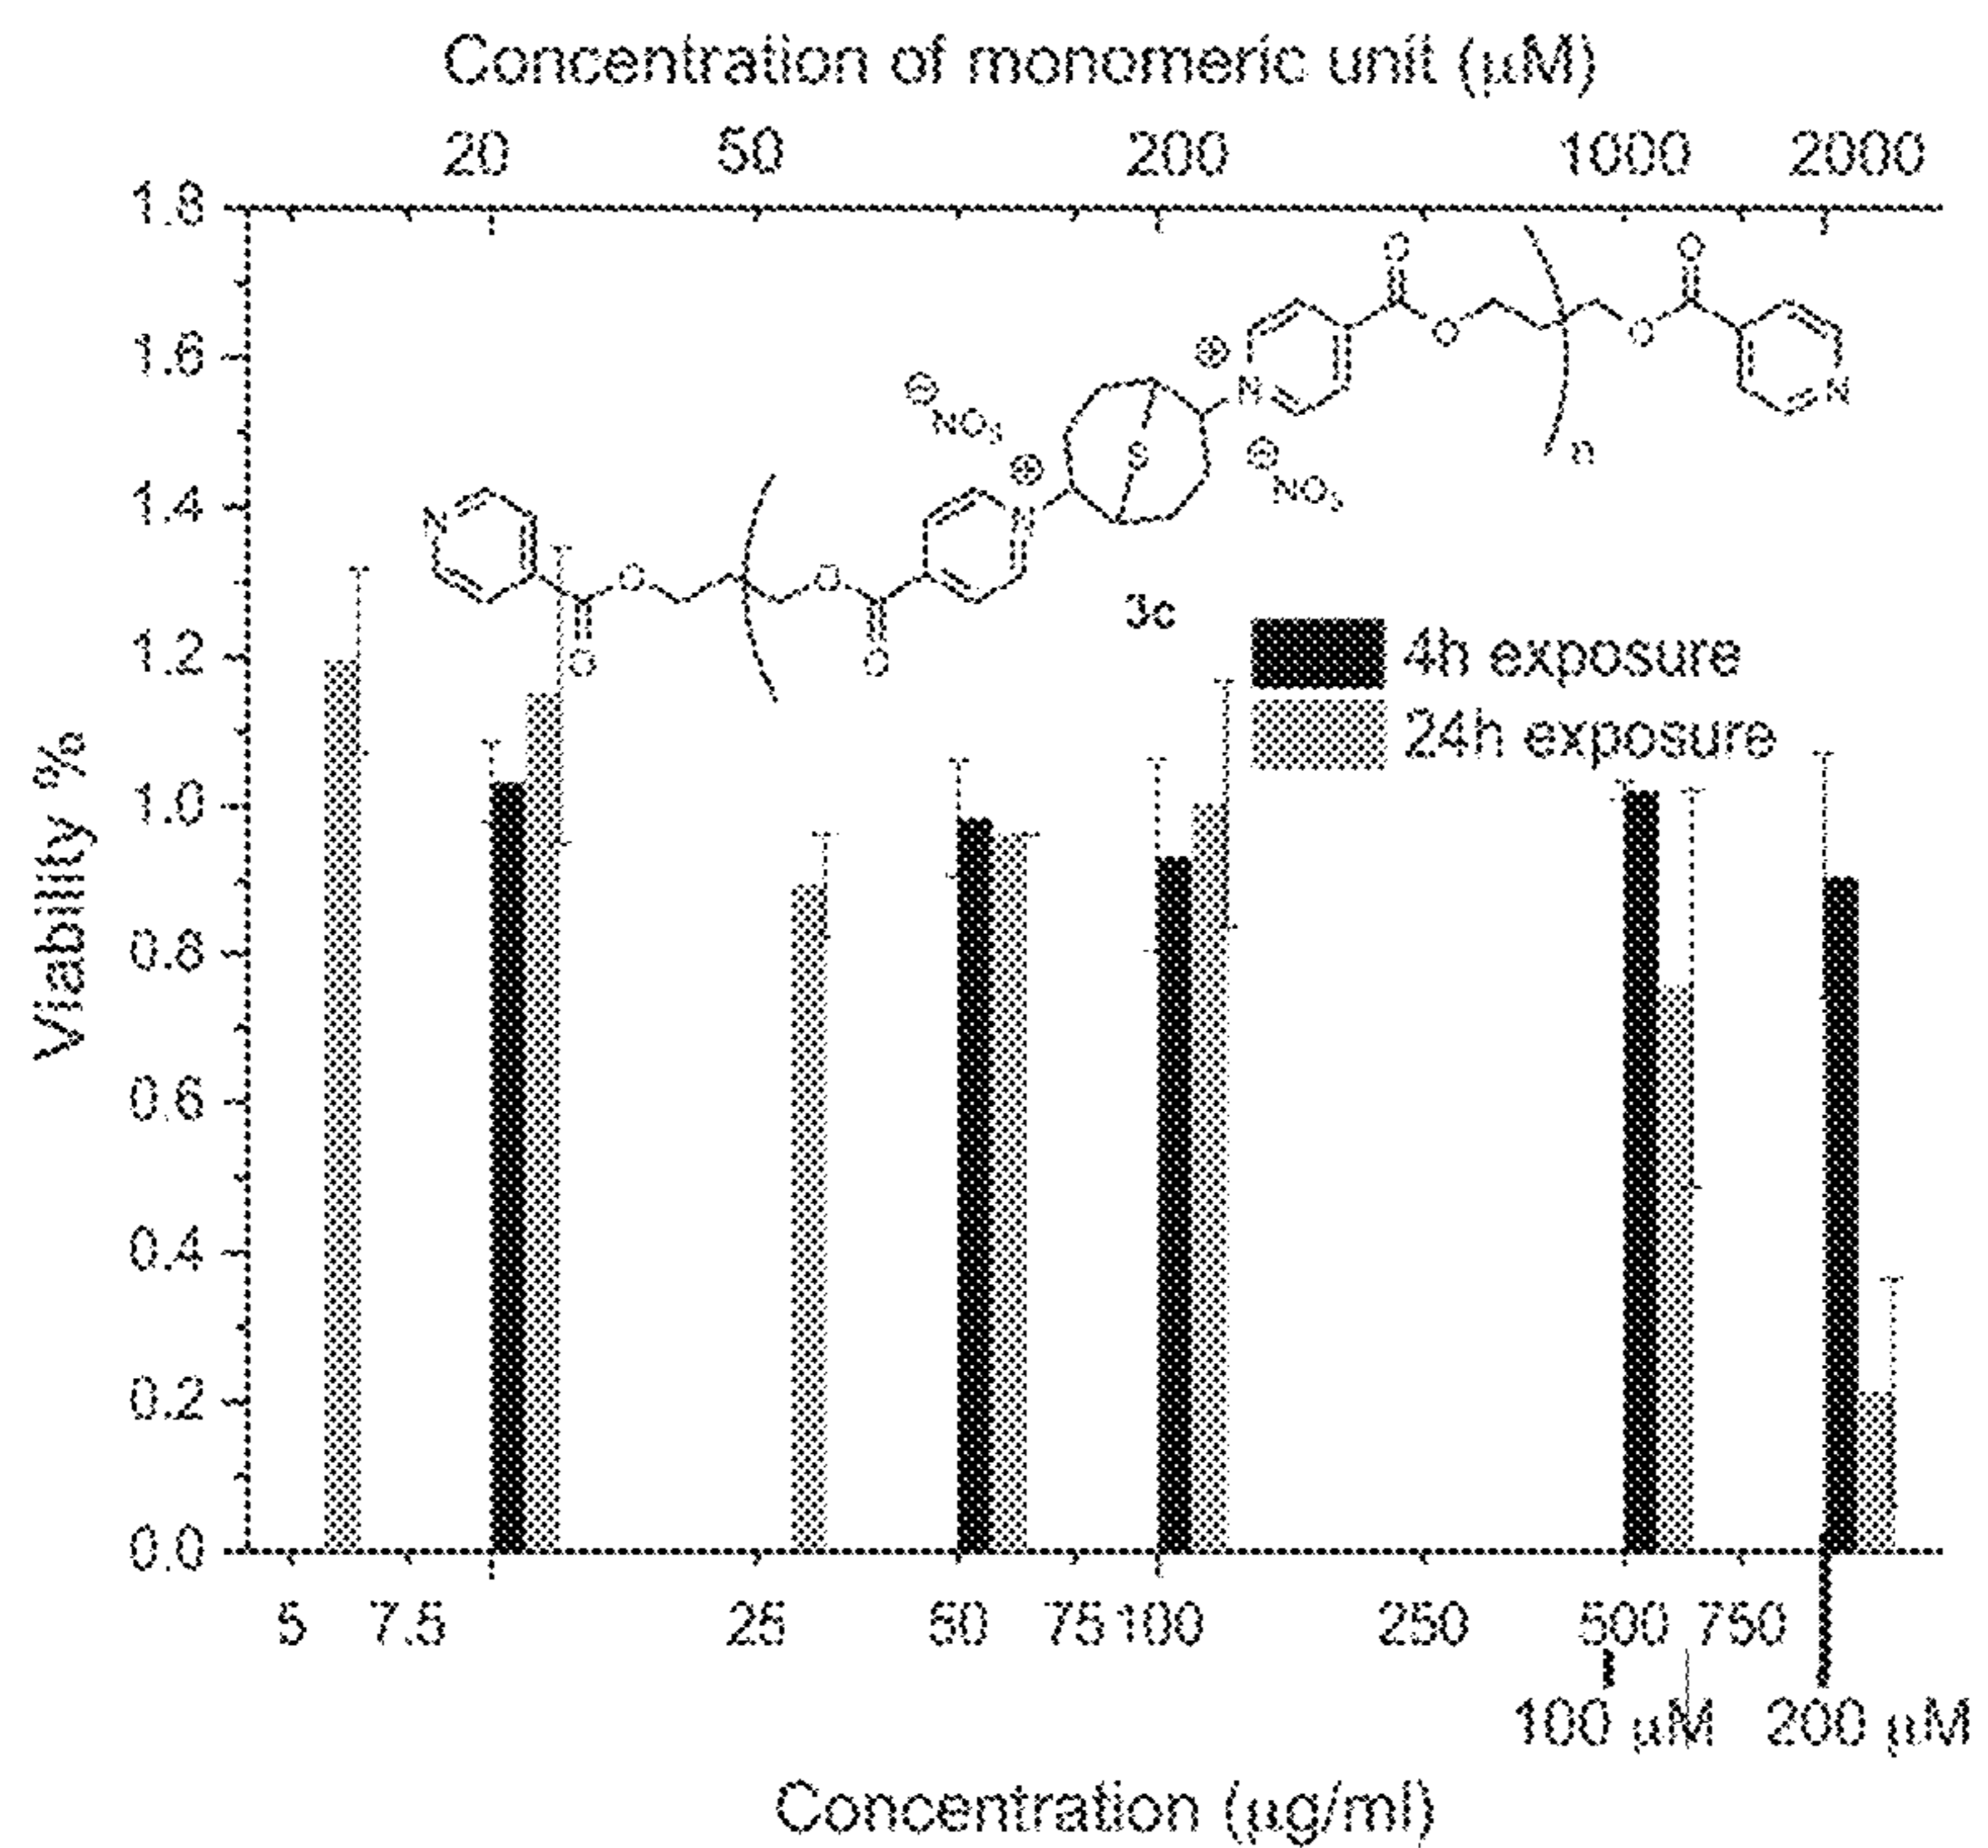 Concentration of monomeric unit (µM)
20 50 200 1000 2000
1.8
1.6
1.4
1.2
1.0
0.8
0.6
0.4
0.2
0.0
Viability %
O O
⊕
O O
N N
⊖
NO3
S
⊕
⊖
NO3
n
N N
O O
O O
3c
4h exposure
24h exposure
5 7.5 25 50 75 100 250 500 750
100 µM 200 µM
Concentration (µg/ml)